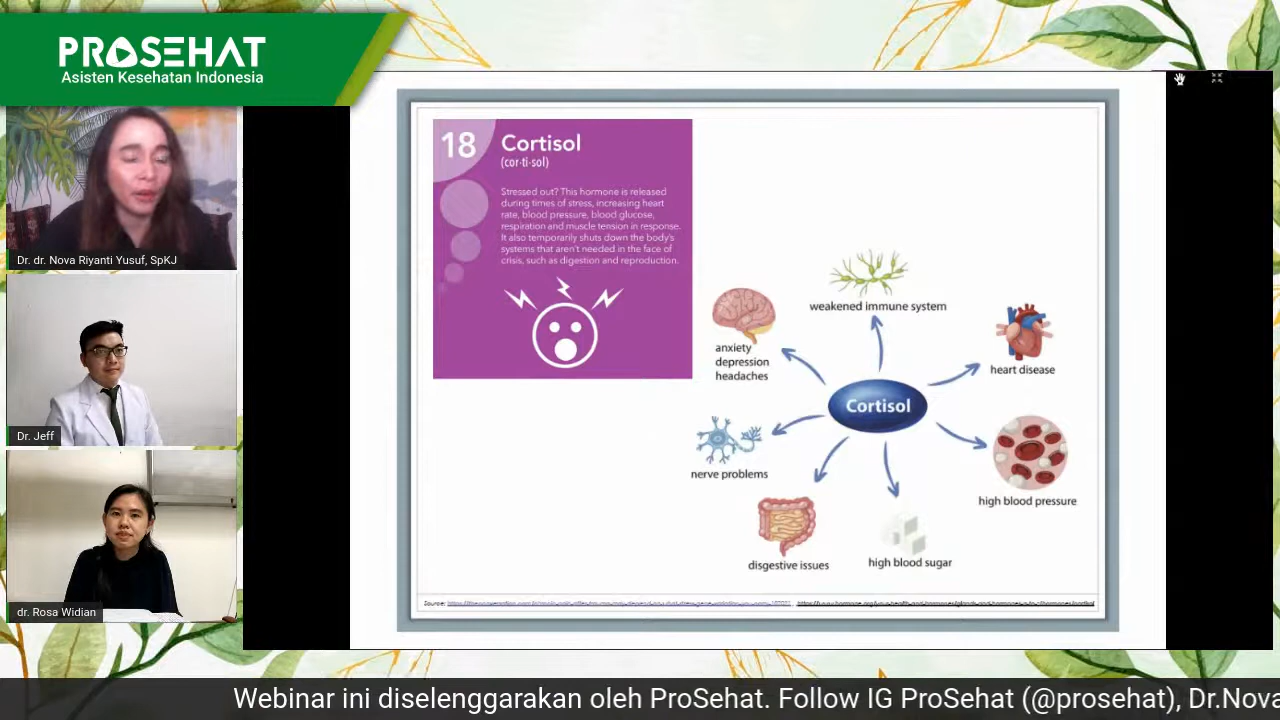 PROSEHAT
Asisten Kesehatan Indonesia
Dr. dr. Nova Riyanti Yusuf, SpKJ
Dr. Jeff
dr. Rosa Widian
18
Cortisol
(cor·ti·sol)
Stressed out? This hormone is released
during times of stress, increasing heart
rate, blood pressure, blood glucose,
respiration and muscle tension in response.
It also temporarily shuts down the body's
systems that aren't needed in the face of
crisis, such as digestion and reproduction.
weakened immune system
anxiety
depression
headaches
heart disease
Cortisol
nerve problems
high blood pressure
disgestive issues
high blood sugar
Source:
Webinar ini diselenggarakan oleh ProSehat. Follow IG ProSehat (@prosehat), Dr.Nova